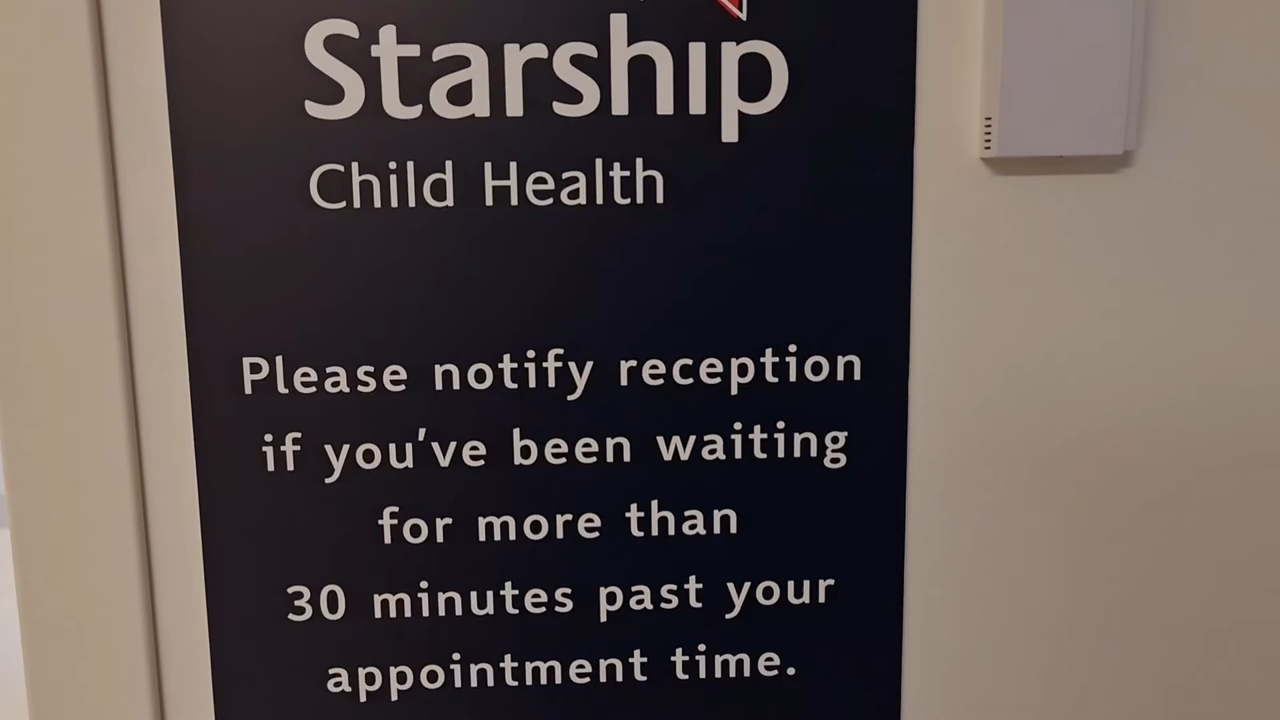 Starship
Child Health
Please notify reception
if you've been waiting
for more than
30 minutes past your
appointment time.